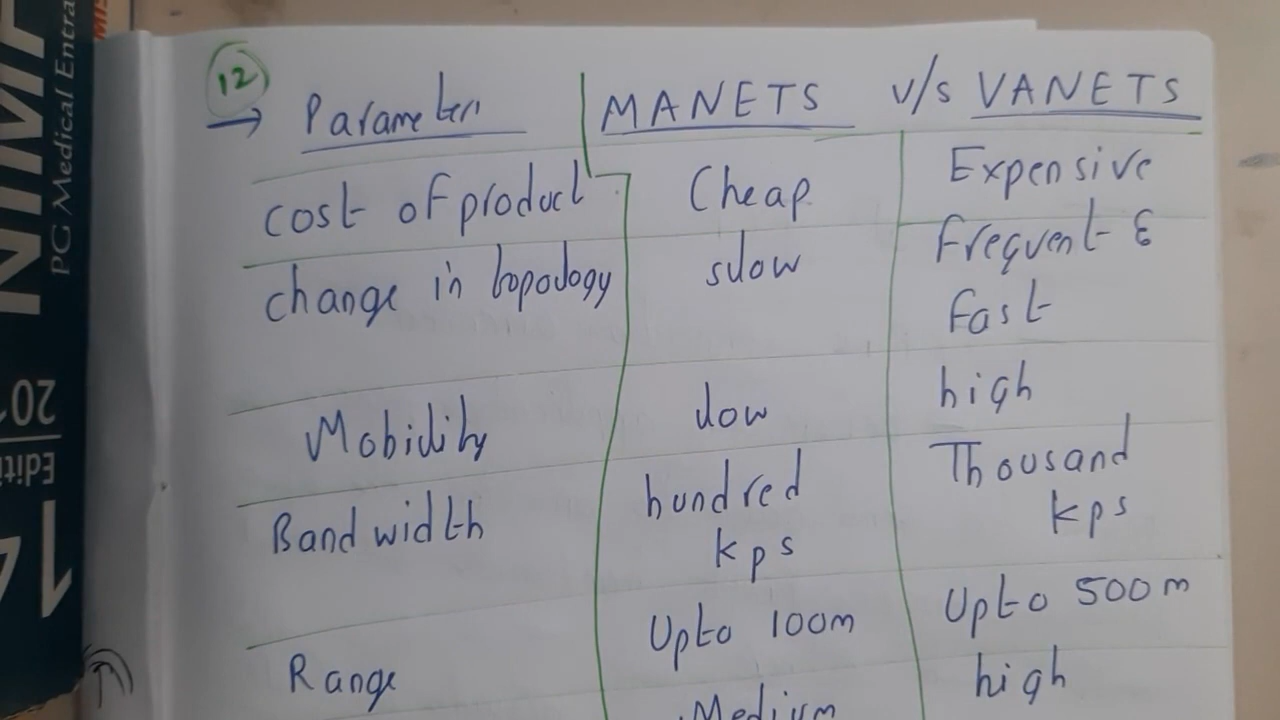 12
→ Parameter MANETS v/s VANETS
Cost of product Cheap Expensive
change in topology slow Frequent &
Fast
Mobility low high
Bandwidth hundred Thousand
kps kps
Range Upto 100m Upto 500m
Medium high
PG Medical Entra
Editi